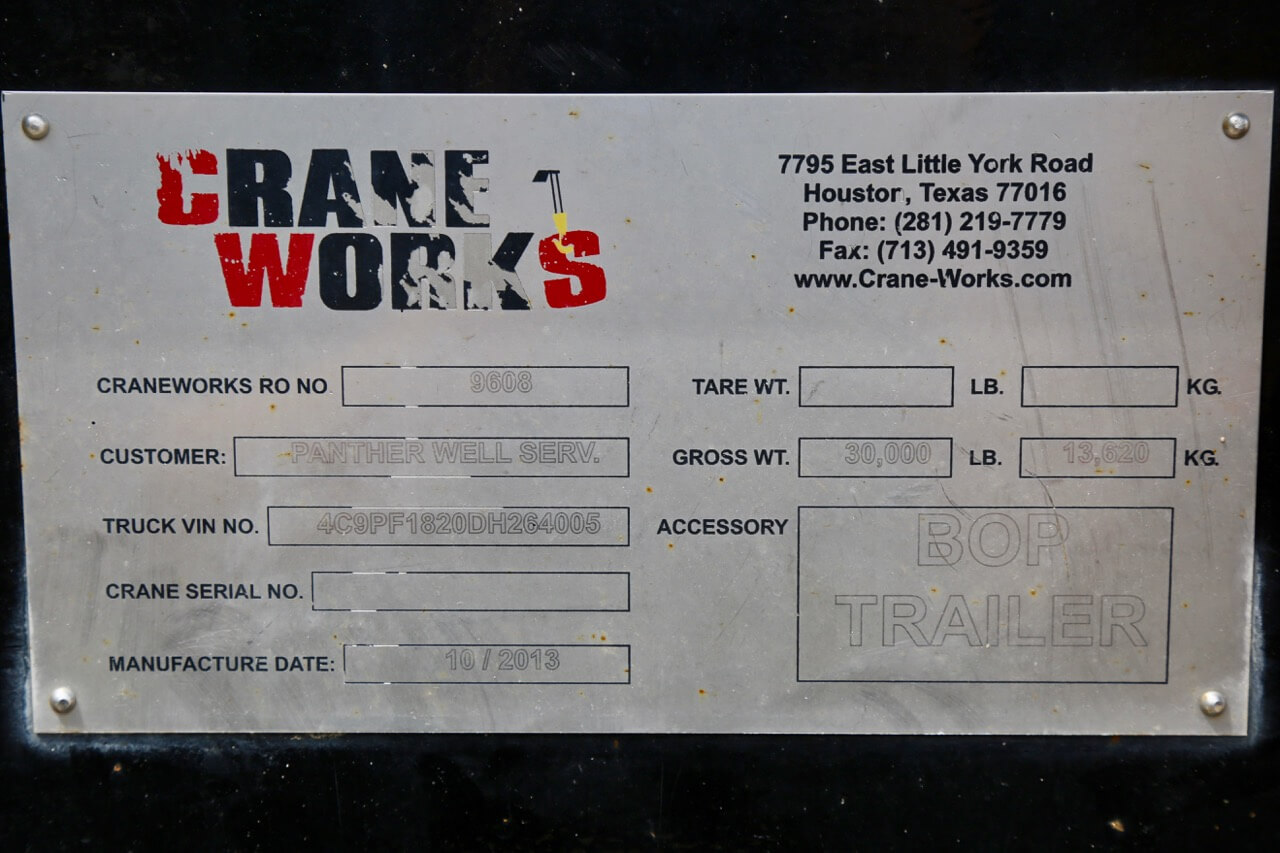 CRANE
WORKS
7795 East Little York Road
Houston, Texas 77016
Phone: (281) 219-7779
Fax: (713) 491-9359
www.Crane-Works.com
CRANEWORKS RO NO 9608
CUSTOMER: PANTHER WELL SERV.
TRUCK VIN NO. 4C9PF1820DH264005
CRANE SERIAL NO.
MANUFACTURE DATE: 10 / 2013
TARE WT. LB. KG.
GROSS WT. 30,000 LB. 13,620 KG.
ACCESSORY BOP
TRAILER